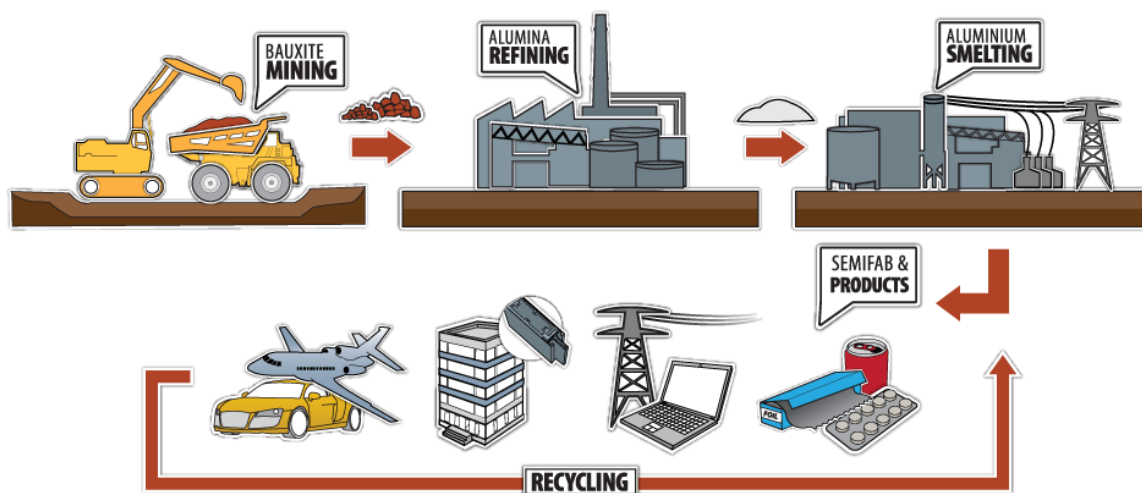 BAUXITE
MINING
ALUMINA
REFINING
ALUMINIUM
SMELTING
SEMIFAB &
PRODUCTS
FOIL
RECYCLING